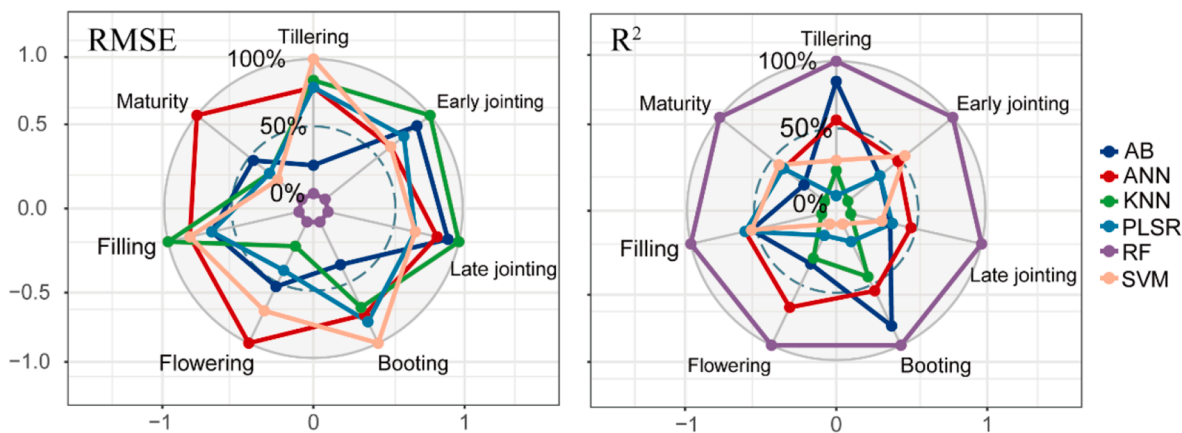 RMSE
Tillering
100%
Early jointing
Maturity
50%
0%
Filling
Late jointing
Flowering
Booting
1.0
0.5
0.0
−0.5
−1.0
−1
0
1
R²
Tillering
100%
Early jointing
Maturity
50%
0%
Filling
Late jointing
Flowering
Booting
−1
0
1
AB
ANN
KNN
PLSR
RF
SVM